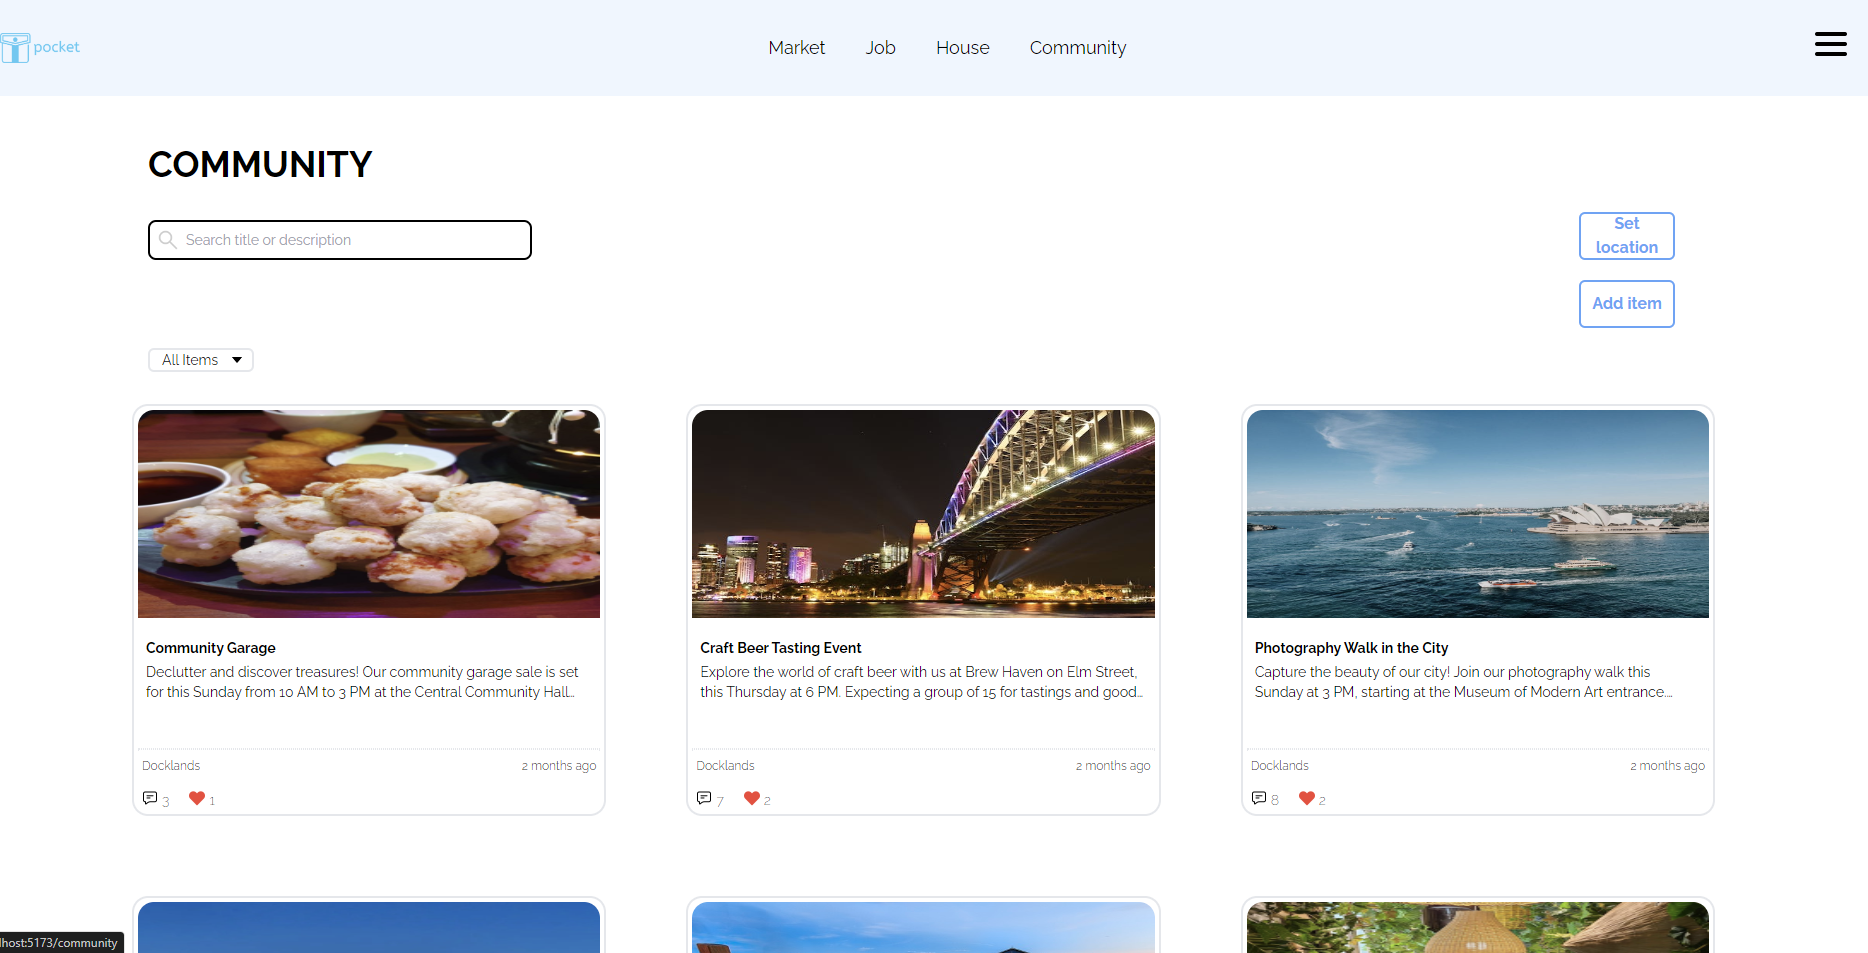 pocket
Market Job House Community
COMMUNITY
Search title or description
Set
location
Add item
All Items
Community Garage
Declutter and discover treasures! Our community garage sale is set
for this Sunday from 10 AM to 3 PM at the Central Community Hall...
Docklands 2 months ago
3 1
Craft Beer Tasting Event
Explore the world of craft beer with us at Brew Haven on Elm Street,
this Thursday at 6 PM. Expecting a group of 15 for tastings and good...
Docklands 2 months ago
7 2
Photography Walk in the City
Capture the beauty of our city! Join our photography walk this
Sunday at 3 PM, starting at the Museum of Modern Art entrance....
Docklands 2 months ago
8 2
lhost:5173/community